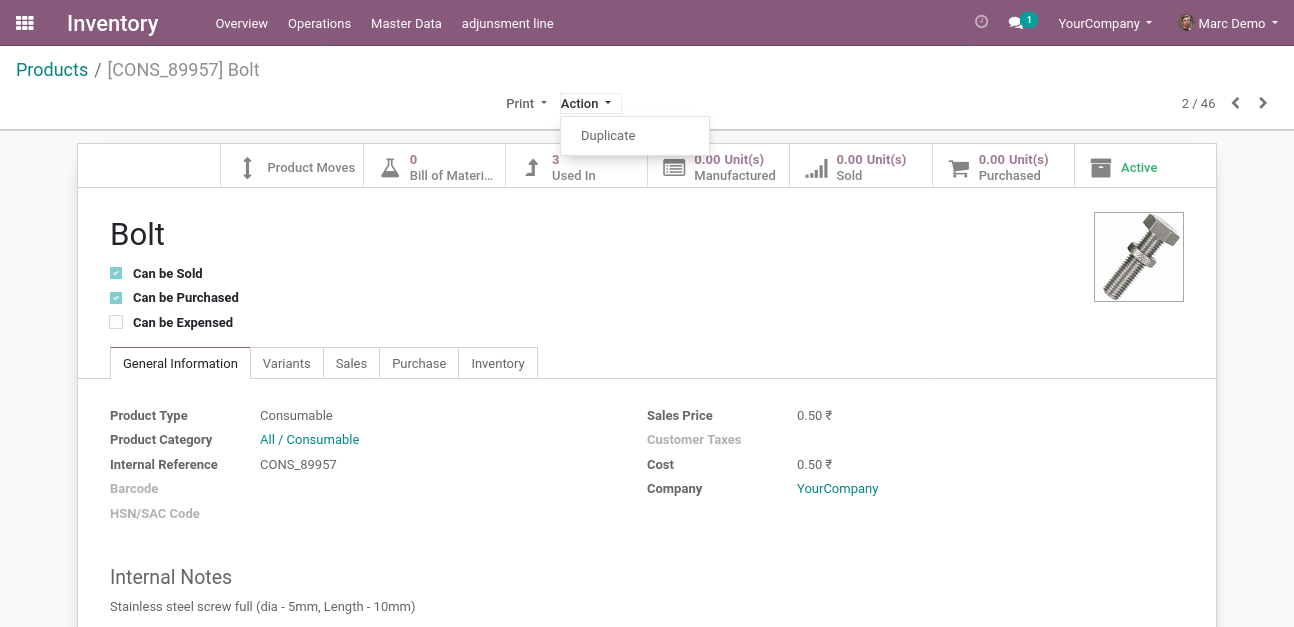 Inventory Overview Operations Master Data adjunsment line 1 YourCompany Marc Demo
Products / [CONS_89957] Bolt
Print Action 2 / 46
Duplicate
Product Moves
0
Bill of Materi…
3
Used In
0.00 Unit(s)
Manufactured
0.00 Unit(s)
Sold
0.00 Unit(s)
Purchased
Active
Bolt
Can be Sold
Can be Purchased
Can be Expensed
General Information Variants Sales Purchase Inventory
Product Type Consumable
Product Category All / Consumable
Internal Reference CONS_89957
Barcode
HSN/SAC Code
Sales Price 0.50 ₹
Customer Taxes
Cost 0.50 ₹
Company YourCompany
Internal Notes
Stainless steel screw full (dia - 5mm, Length - 10mm)